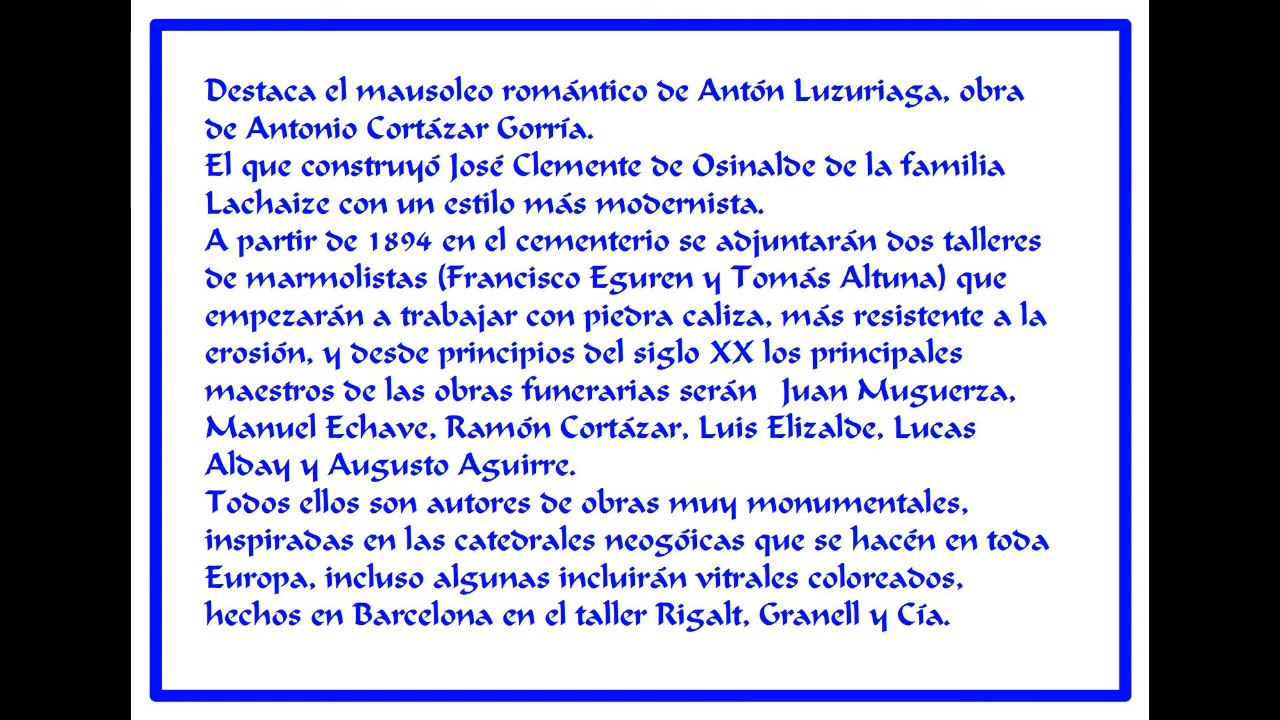 Destaca el mausoleo romántico de Antón Luzuriaga, obra
de Antonio Cortázar Gorría.
El que construyó José Clemente de Osinalde de la familia
Lachaize con un estilo más modernista.
A partir de 1894 en el cementerio se adjuntarán dos talleres
de marmolistas (Francisco Eguren y Tomás Altuna) que
empezarán a trabajar con piedra caliza, más resistente a la
erosión, y desde principios del siglo XX los principales
maestros de las obras funerarias serán Juan Muguerza,
Manuel Echave, Ramón Cortázar, Luis Elizalde, Lucas
Alday y Augusto Aguirre.
Todos ellos son autores de obras muy monumentales,
inspiradas en las catedrales neogóicas que se hacén en toda
Europa, incluso algunas incluirán vitrales coloreados,
hechos en Barcelona en el taller Rigalt, Granell y Cía.